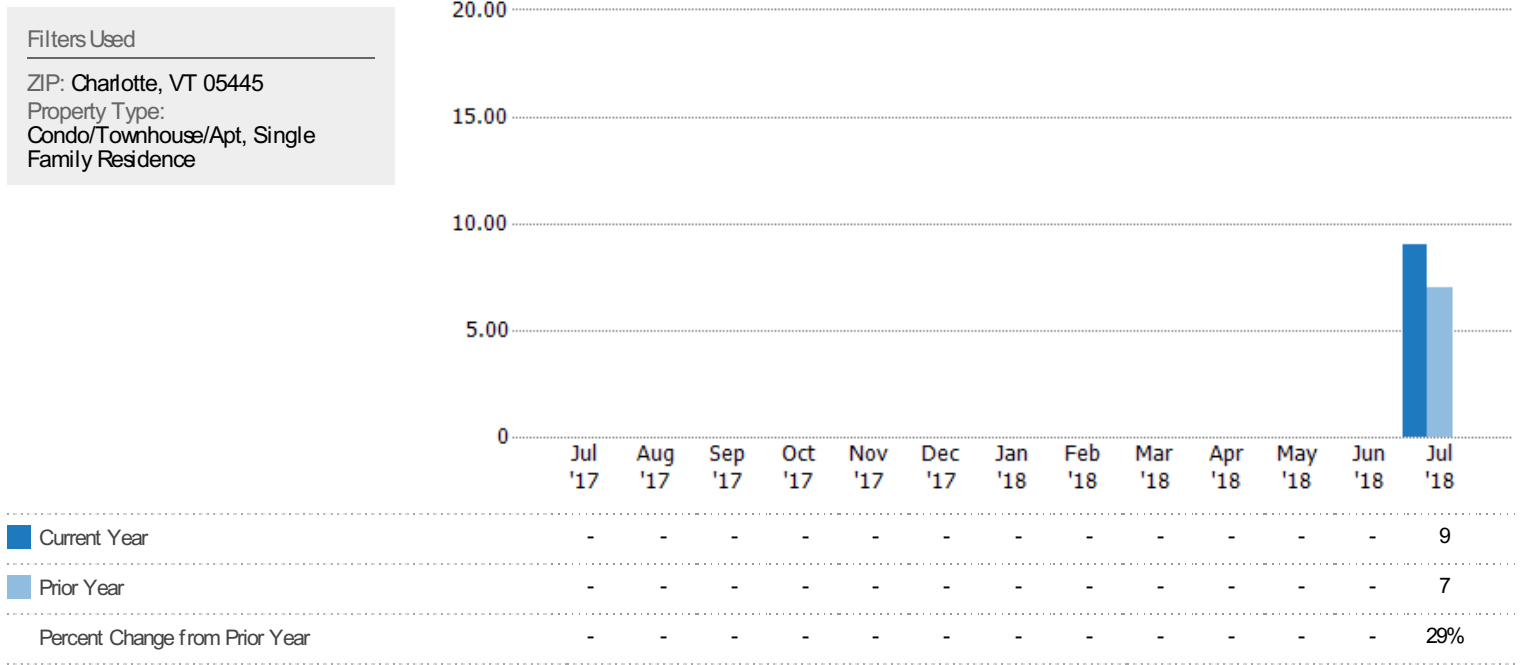 Filters Used
ZIP: Charlotte, VT 05445
Property Type:
Condo/Townhouse/Apt, Single
Family Residence
20.00
15.00
10.00
5.00
0
Jul Aug Sep Oct Nov Dec Jan Feb Mar Apr May Jun Jul
'17 '17 '17 '17 '17 '17 '18 '18 '18 '18 '18 '18 '18
Current Year - - - - - - - - - - - - 9
Prior Year - - - - - - - - - - - - 7
Percent Change from Prior Year - - - - - - - - - - - - 29%